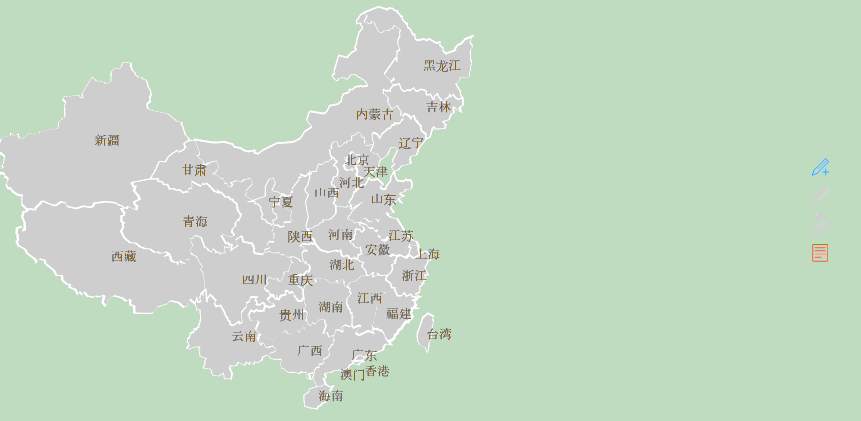 黑龙江
吉林
内蒙古
新疆
辽宁
北京
甘肃
天津
河北
山西
山东
宁夏
青海
陕西
河南
江苏
安徽
上海
西藏
湖北
浙江
四川
重庆
江西
湖南
福建
贵州
台湾
云南
广西
广东
香港
澳门
海南